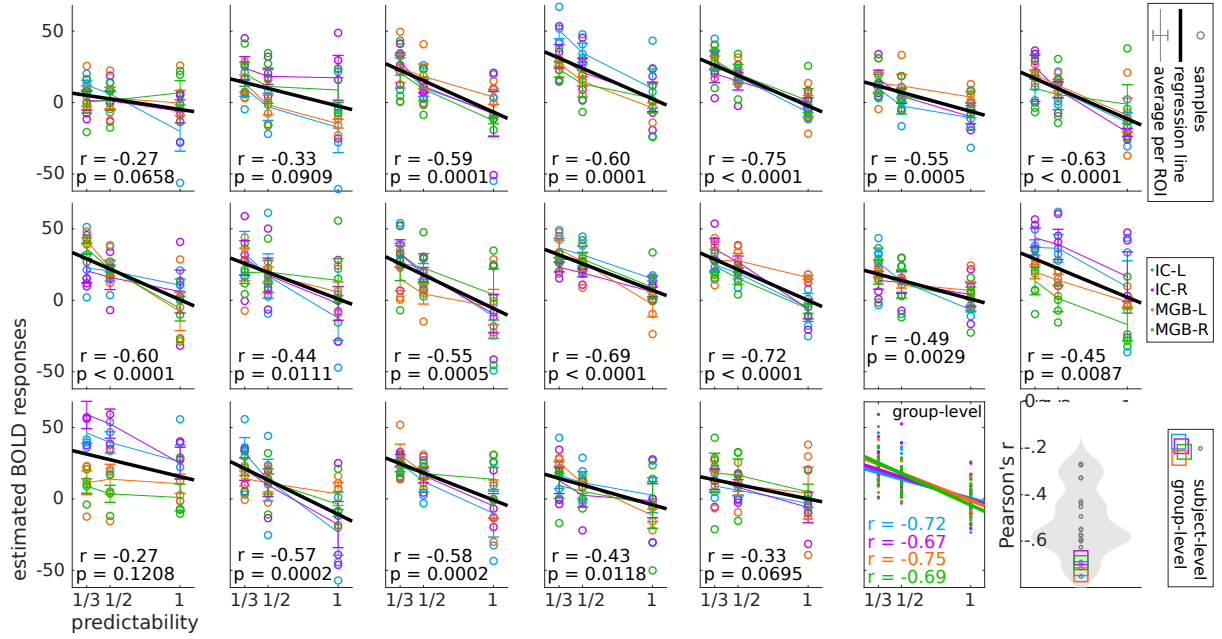 50
0
-50
r = -0.27
p = 0.0658
r = -0.33
p = 0.0909
r = -0.59
p = 0.0001
r = -0.60
p = 0.0001
r = -0.75
p < 0.0001
r = -0.55
p = 0.0005
r = -0.63
p < 0.0001
samples
regression line
average per ROI
50
0
-50
r = -0.60
p < 0.0001
r = -0.44
p = 0.0111
r = -0.55
p = 0.0005
r = -0.69
p < 0.0001
r = -0.72
p < 0.0001
r = -0.49
p = 0.0029
r = -0.45
p = 0.0087
IC-L
IC-R
MGB-L
MGB-R
estimated BOLD responses
50
0
-50
r = -0.27
p = 0.1208
r = -0.57
p = 0.0002
r = -0.58
p = 0.0002
r = -0.43
p = 0.0118
r = -0.33
p = 0.0695
group-level
r = -0.72
r = -0.67
r = -0.75
r = -0.69
Pearson's r
0
-.2
-.4
-.6
subject-level
group-level
1/3 1/2 1
1/3 1/2 1
1/3 1/2 1
1/3 1/2 1
1/3 1/2 1
1/3 1/2 1
predictability